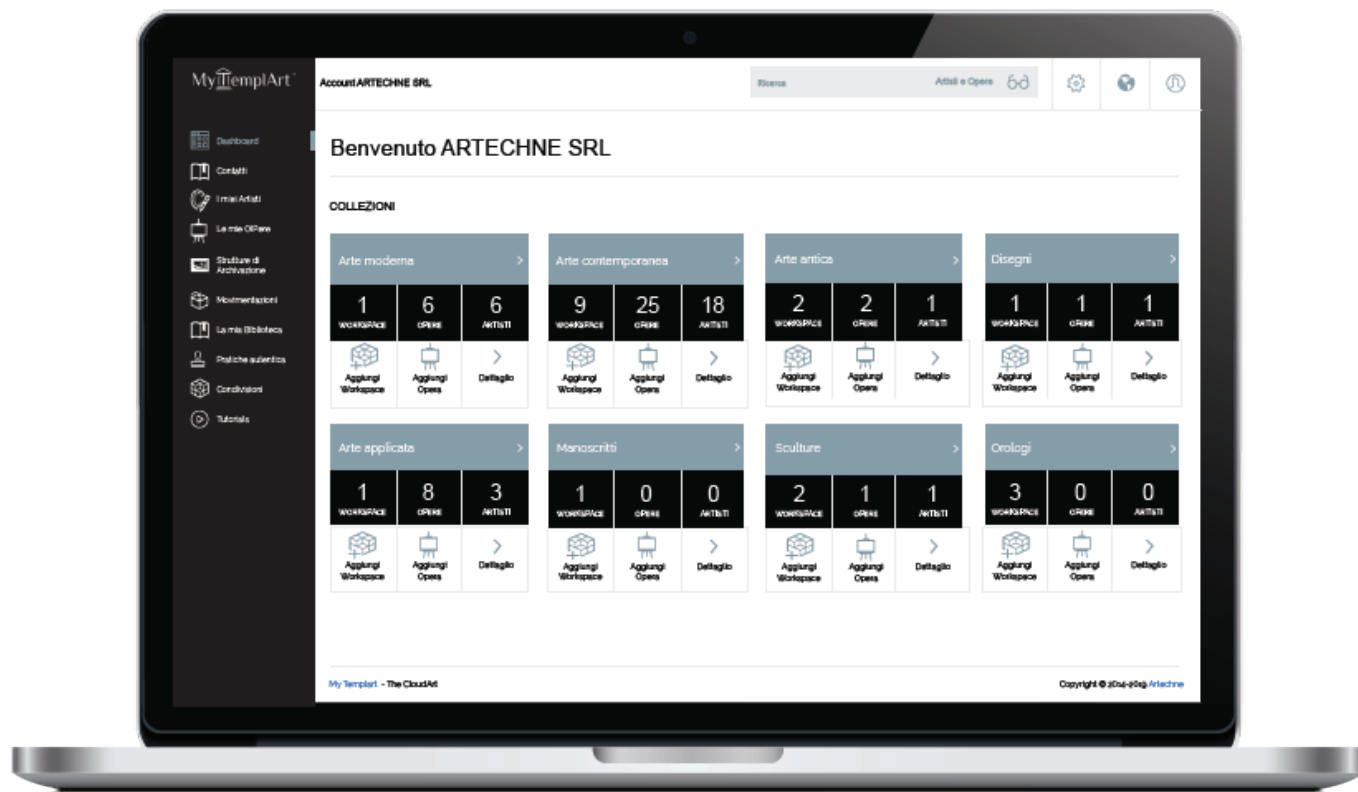 MyTemplArt
Account ARTECHNE SRL
Ricerca
Artisti e Opere
Dashboard
Contatti
I miei Artisti
Le mie OlPere
Strutture di
Archivazione
Movimentazioni
La mia Biblioteca
Pratiche autentica
Condivisioni
Tutorials
Benvenuto ARTECHNE SRL
COLLEZIONI
Arte moderna >
Arte contemporanea >
Arte antica >
Disegni >
1 6 6
WORKSPACE OPERE ARTISTI
9 25 18
WORKSPACE OPERE ARTISTI
2 2 1
WORKSPACE OPERE ARTISTI
1 1 1
WORKSPACE OPERE ARTISTI
Aggiungi Workspace Aggiungi Opera Dettaglio
Aggiungi Workspace Aggiungi Opera Dettaglio
Aggiungi Workspace Aggiungi Opera Dettaglio
Aggiungi Workspace Aggiungi Opera Dettaglio
Arte applicata >
Manoscritti >
Sculture >
Orologi >
1 8 3
WORKSPACE OPERE ARTISTI
1 0 0
WORKSPACE OPERE ARTISTI
2 1 1
WORKSPACE OPERE ARTISTI
3 0 0
WORKSPACE OPERE ARTISTI
Aggiungi Workspace Aggiungi Opera Dettaglio
Aggiungi Workspace Aggiungi Opera Dettaglio
Aggiungi Workspace Aggiungi Opera Dettaglio
Aggiungi Workspace Aggiungi Opera Dettaglio
My Templart - The CloudArt
Copyright © 2014-2019 Artechne